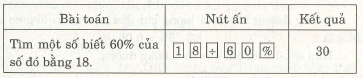 Bài toán Nút ấn Kết quả
Tìm một số biết 60% của
số đó bằng 18.
1 8 ÷ 6 0 %
30